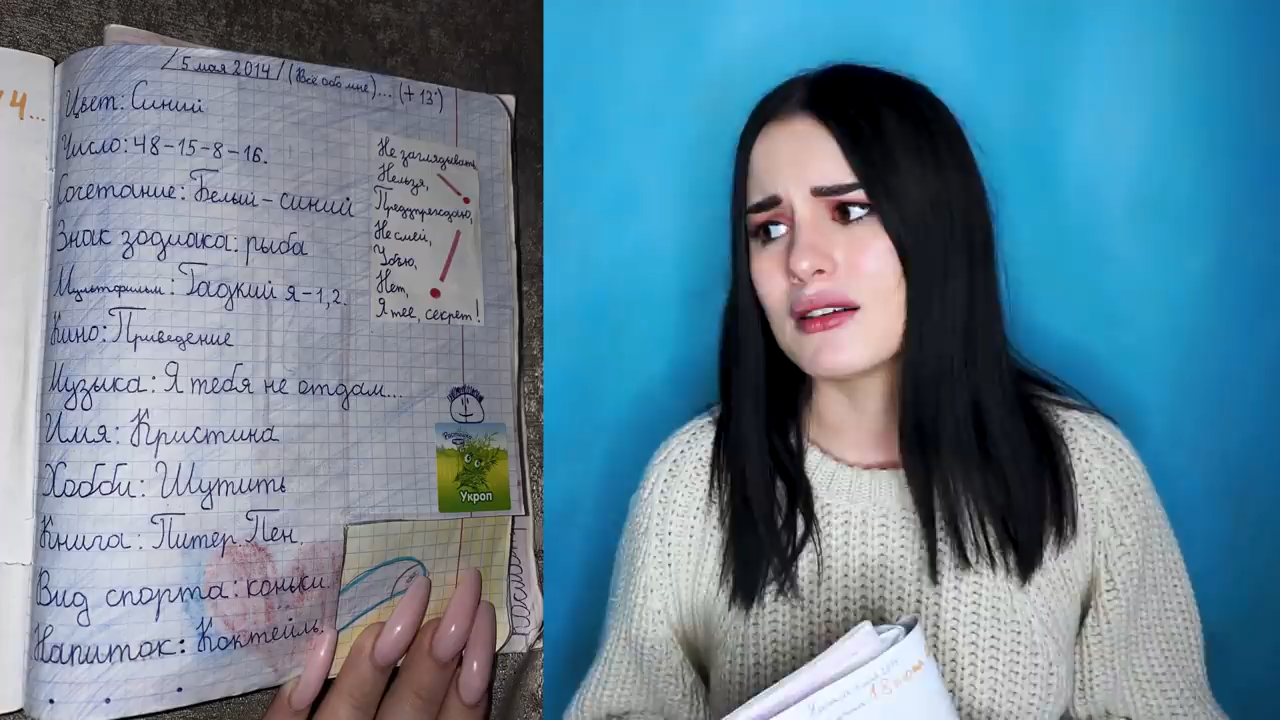 / 5 мая 2014 / (Всё обо мне)... (+ 13°)
Цвет: Синий
Число: 48-15-8-16.
Сочетание: Белый - синий
Знак зодиака: рыба
Мультфильм: Гадкий я-1,2.
Кино: Приведение
Музыка: Я тебя не отдам...
Имя: Кристина
Хобби: Шутить
Книга: Питер Пен.
Вид спорта: коньки.
Напиток: Коктейль.
Не заглядывать
Нельзя,
Предупреждаю,
Не смей,
Убью,
Нет,
секрет!
Укроп
4...